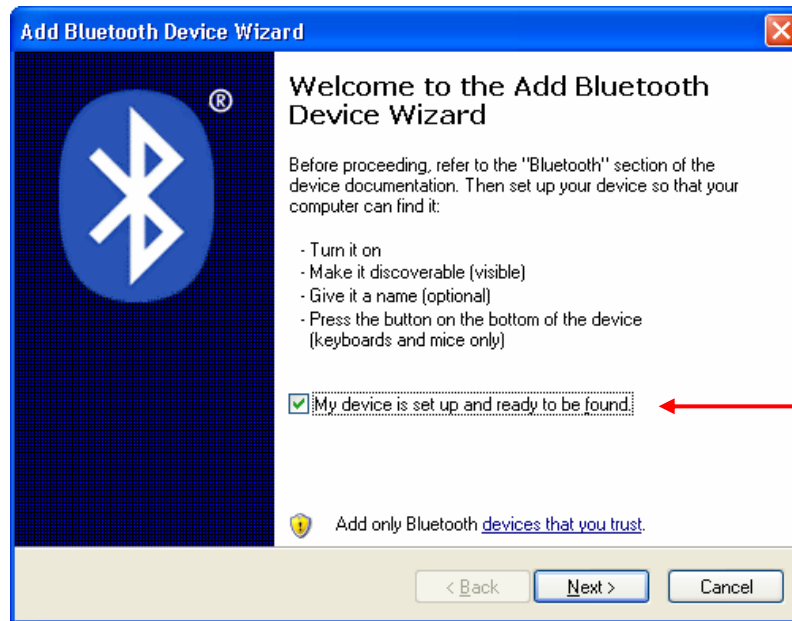 Add Bluetooth Device Wizard
®
Welcome to the Add Bluetooth
Device Wizard
Before proceeding, refer to the "Bluetooth" section of the
device documentation. Then set up your device so that your
computer can find it:
- Turn it on
- Make it discoverable (visible)
- Give it a name (optional)
- Press the button on the bottom of the device
(keyboards and mice only)
My device is set up and ready to be found.
Add only Bluetooth devices that you trust.
< Back Next > Cancel